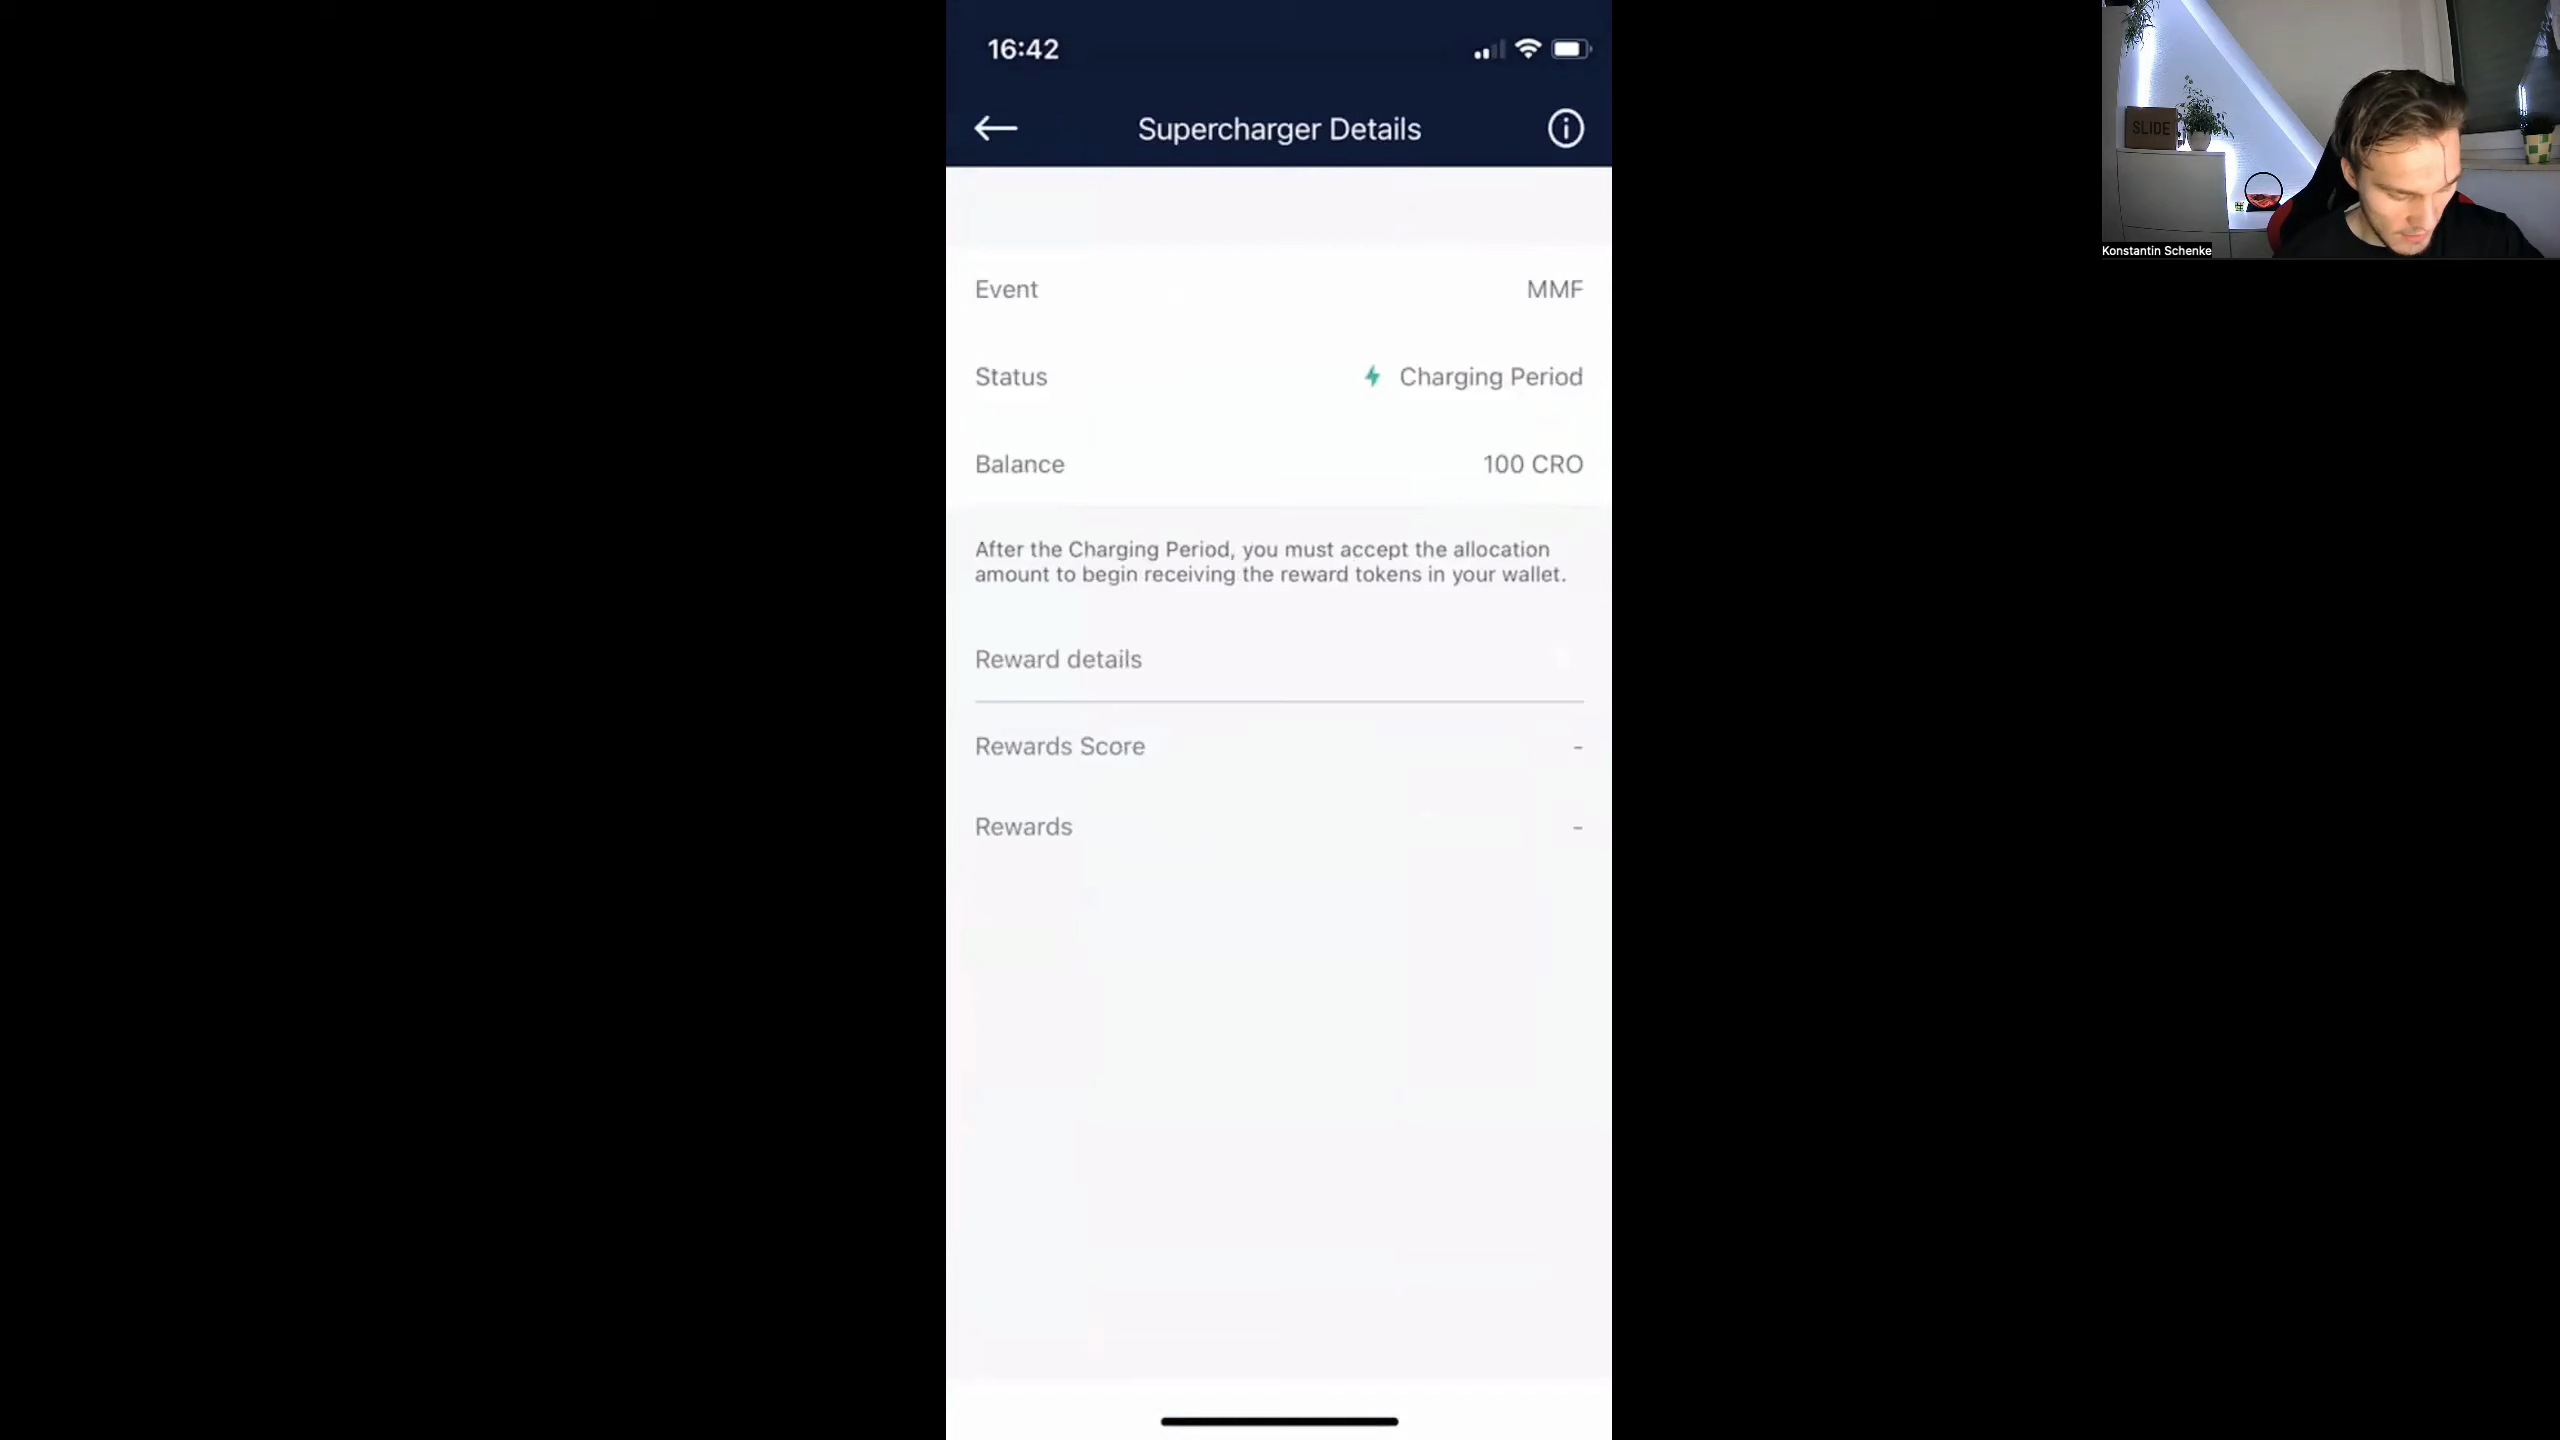 16:42
Supercharger Details
Event MMF
Status Charging Period
Balance 100 CRO
After the Charging Period, you must accept the allocation
amount to begin receiving the reward tokens in your wallet.
Reward details
Rewards Score -
Rewards -
SLIDE
Konstantin Schenke